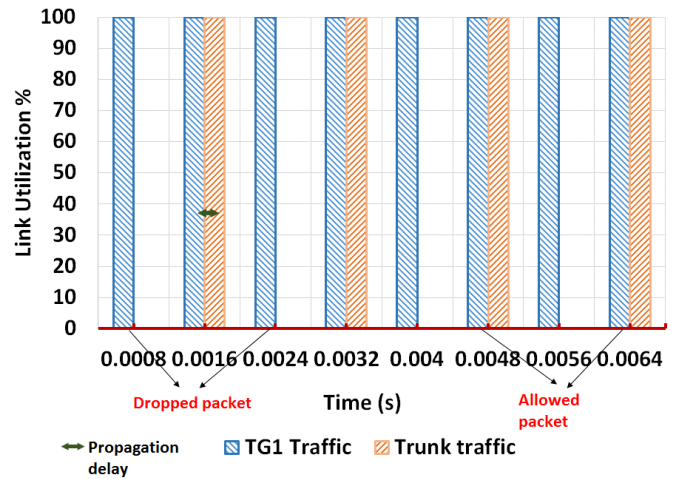 Link Utilization %
100
90
80
70
60
50
40
30
20
10
0
0.0008 0.0016 0.0024 0.0032 0.004 0.0048 0.0056 0.0064
Dropped packet
Time (s)
Allowed
packet
Propagation
delay
TG1 Traffic
Trunk traffic